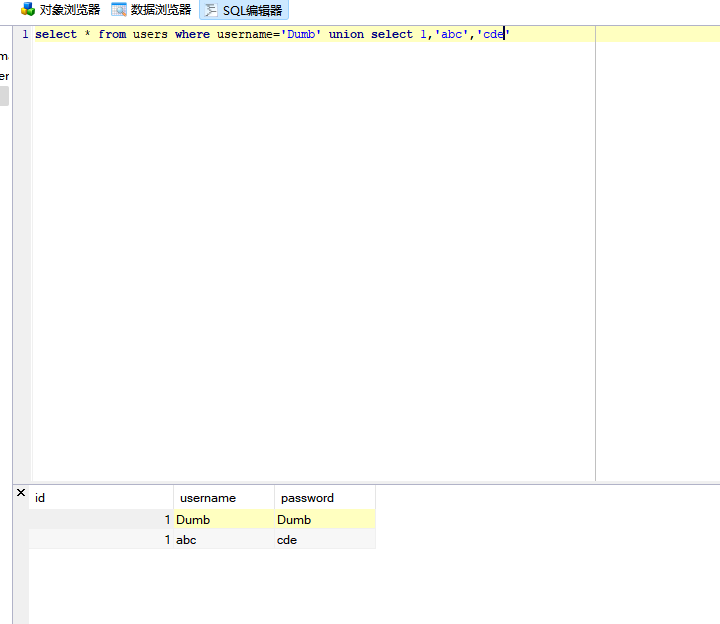 对象浏览器 数据浏览器 SQL编辑器
1 select * from users where username='Dumb' union select 1,'abc','cde'
m
er
id username password
1 Dumb Dumb
1 abc cde